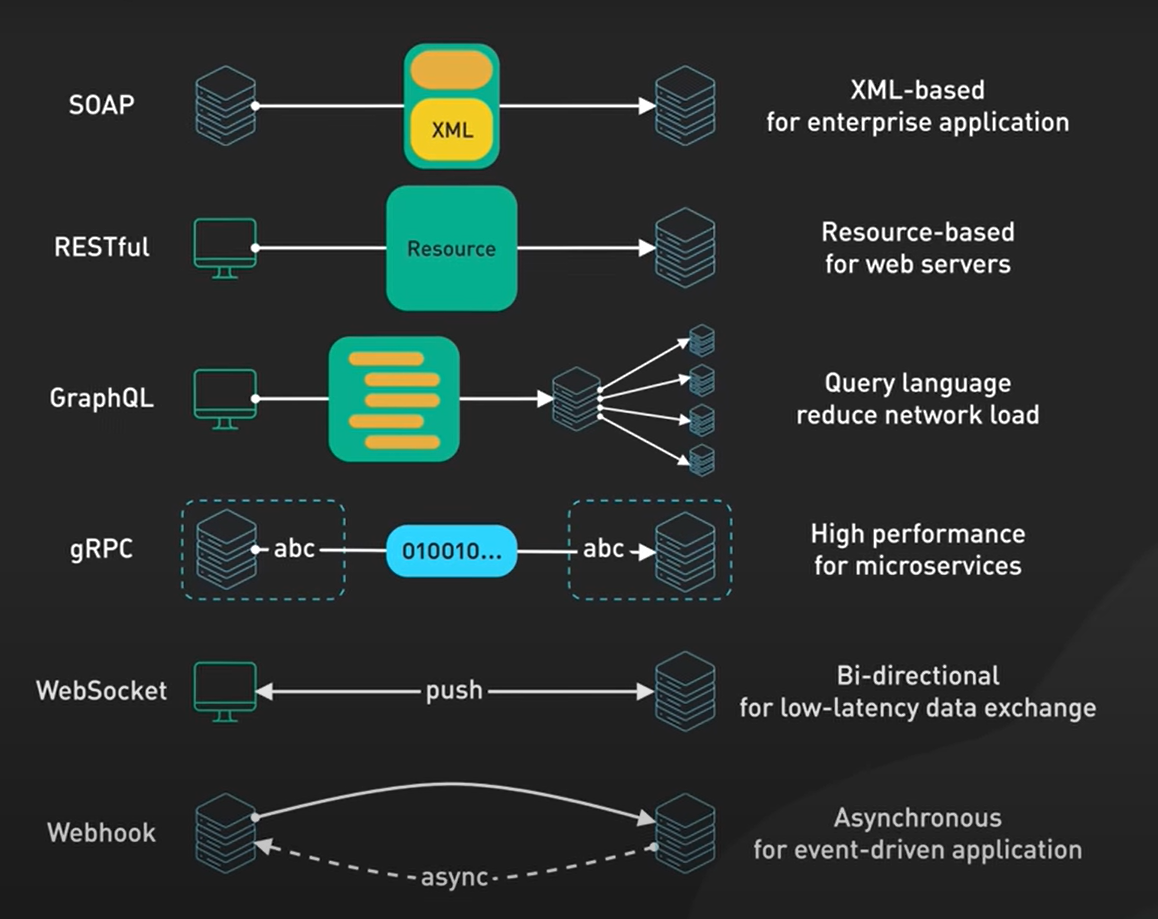 SOAP
XML
XML-based
for enterprise application
RESTful
Resource
Resource-based
for web servers
GraphQL
Query language
reduce network load
gRPC
abc
010010...
abc
High performance
for microservices
WebSocket
push
Bi-directional
for low-latency data exchange
Webhook
async
Asynchronous
for event-driven application